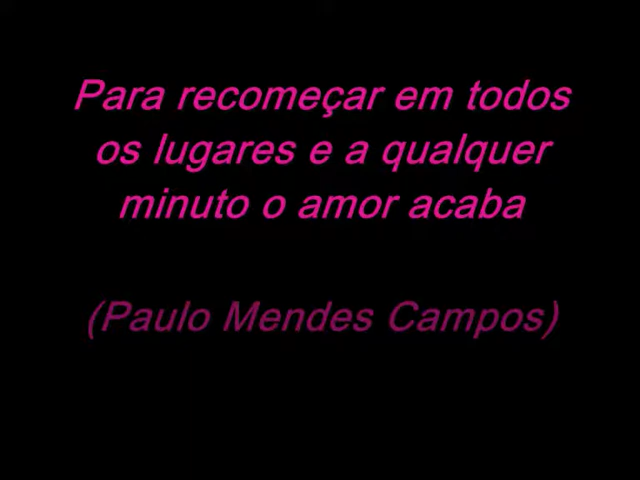 Para recomeçar em todos
os lugares e a qualquer
minuto o amor acaba
(Paulo Mendes Campos)